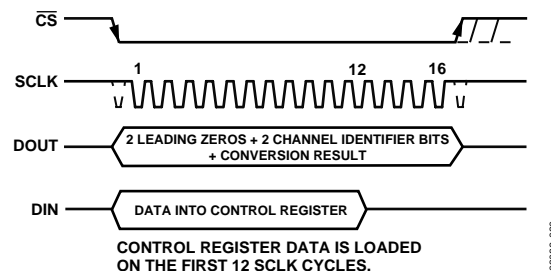 CS
1 12 16
SCLK
2 LEADING ZEROS + 2 CHANNEL IDENTIFIER BITS
+ CONVERSION RESULT
DOUT
DIN DATA INTO CONTROL REGISTER
CONTROL REGISTER DATA IS LOADED
ON THE FIRST 12 SCLK CYCLES.